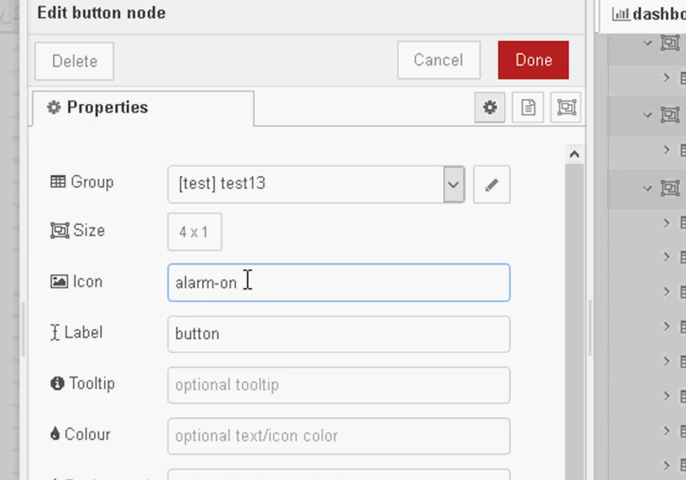 Edit button node
dashbo
Delete
Cancel
Done
Properties
Group
[test] test13
Size
4 x 1
Icon
alarm-on
Label
button
Tooltip
optional tooltip
Colour
optional text/icon color